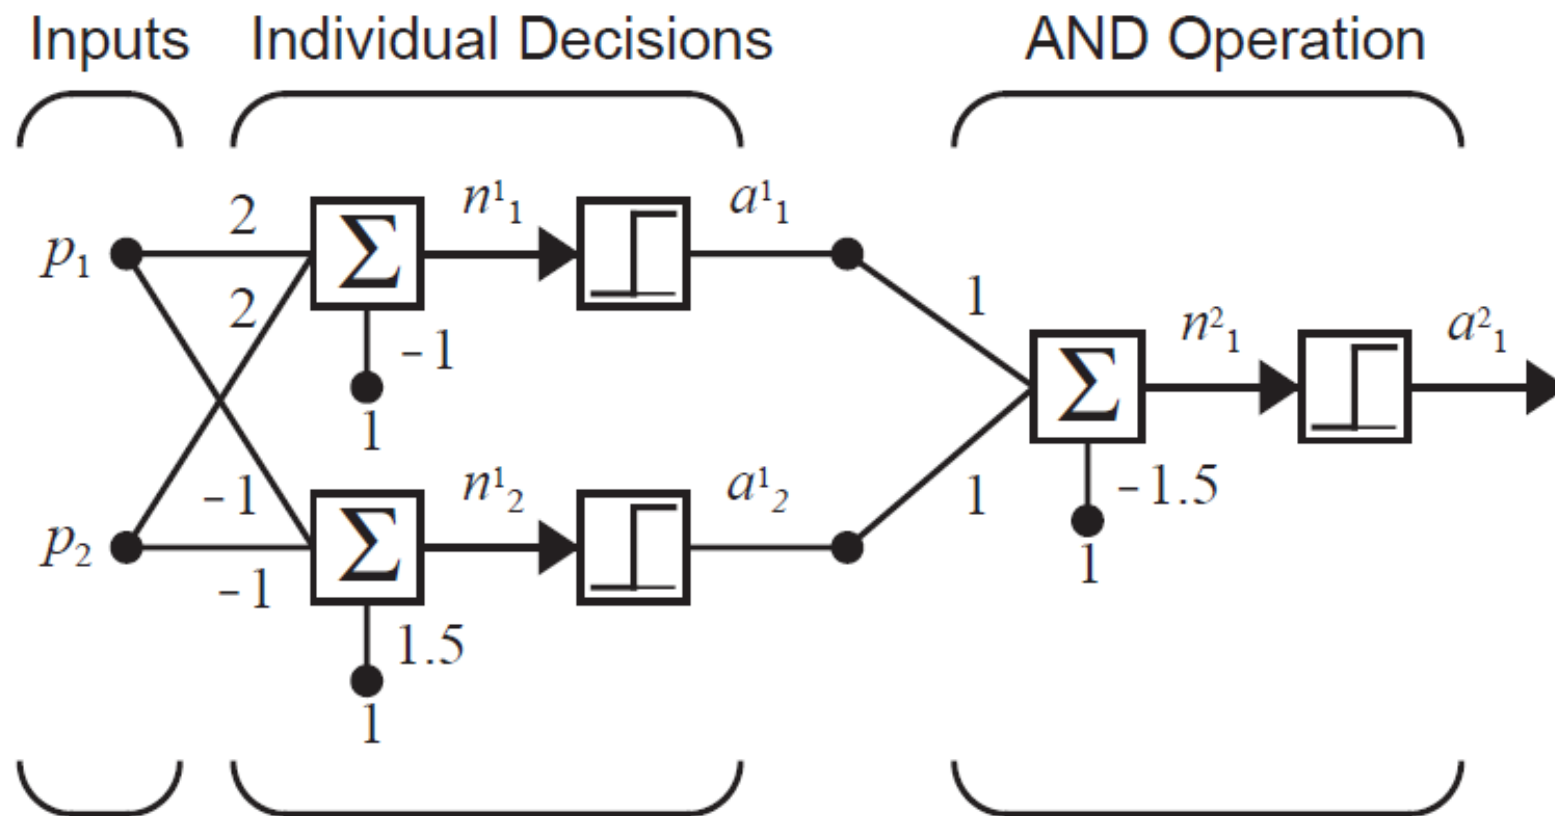 Inputs Individual Decisions AND Operation
2 n¹₁ a¹₁
p₁ Σ
2 1 n²₁ a²₁
-1 Σ
1
n¹₂ a¹₂ 1 -1.5
-1
p₂ Σ 1
-1
1.5
1